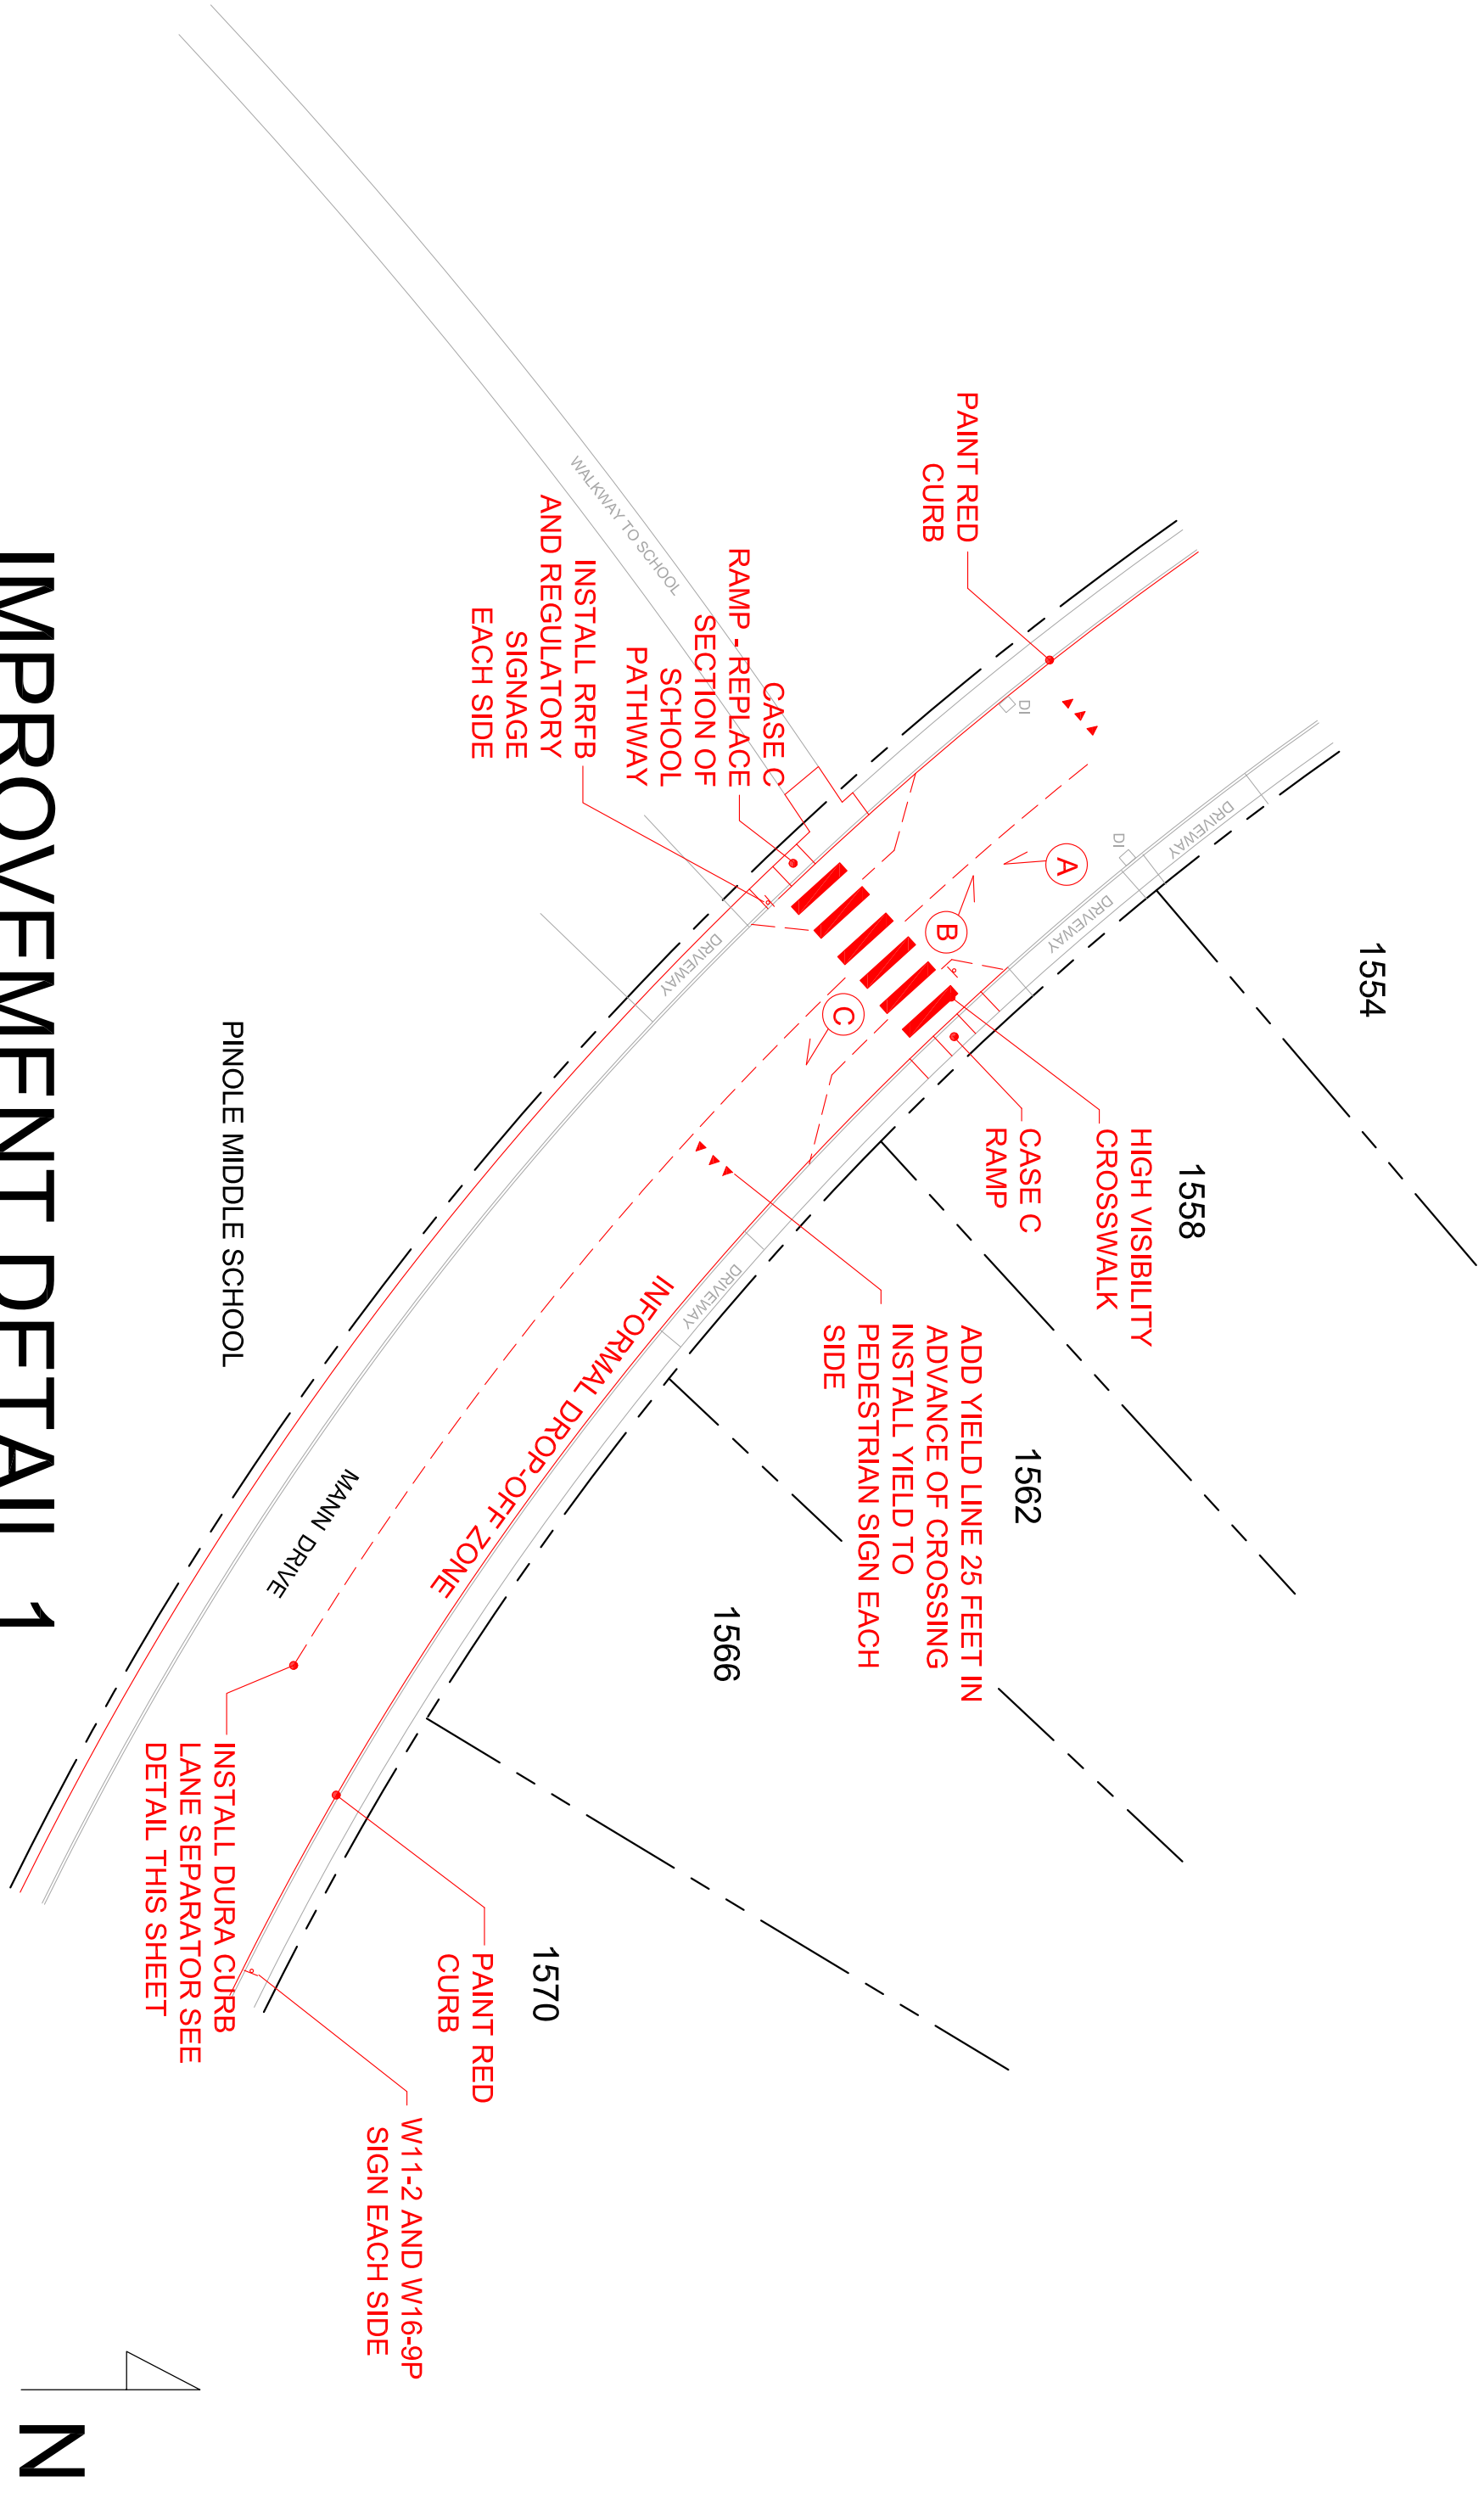 1554
1558
HIGH VISIBILITY
CROSSWALK
CASE C
RAMP
1562
ADD YIELD LINE 25 FEET IN
ADVANCE OF CROSSING
INSTALL YIELD TO
PEDESTRIAN SIGN EACH
SIDE
1566
1570
PAINT RED
CURB
W11-2 AND W16-9P
SIGN EACH SIDE
PAINT RED
CURB
DI
DI
DRIVEWAY
DRIVEWAY
A
B
C
WALKWAY TO SCHOOL
CASE C
RAMP - REPLACE
SECTION OF
SCHOOL
PATHWAY
INSTALL RRFB
AND REGULATORY
SIGNAGE
EACH SIDE
DRIVEWAY
DRIVEWAY
INFORMAL DROP-OFF ZONE
MANN DRIVE
PINOLE MIDDLE SCHOOL
INSTALL DURA CURB
LANE SEPARATOR SEE
DETAIL THIS SHEET
IMPROVEMENT DETAIL 1
N